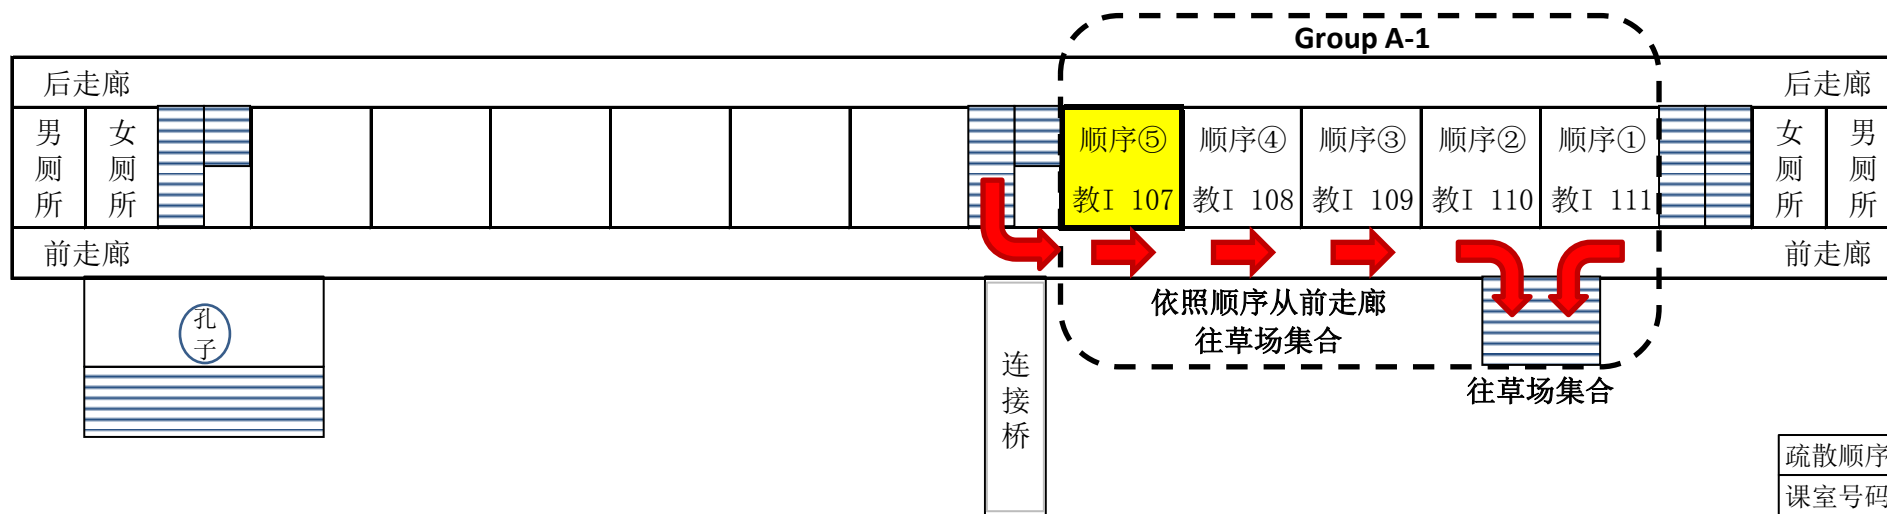 Group A-1
后走廊
后走廊
男厕所
女厕所
顺序⑤
顺序④
顺序③
顺序②
顺序①
教I 107
教I 108
教I 109
教I 110
教I 111
女厕所
男厕所
前走廊
前走廊
孔子
连接桥
依照顺序从前走廊
往草场集合
往草场集合
疏散顺序
课室号码